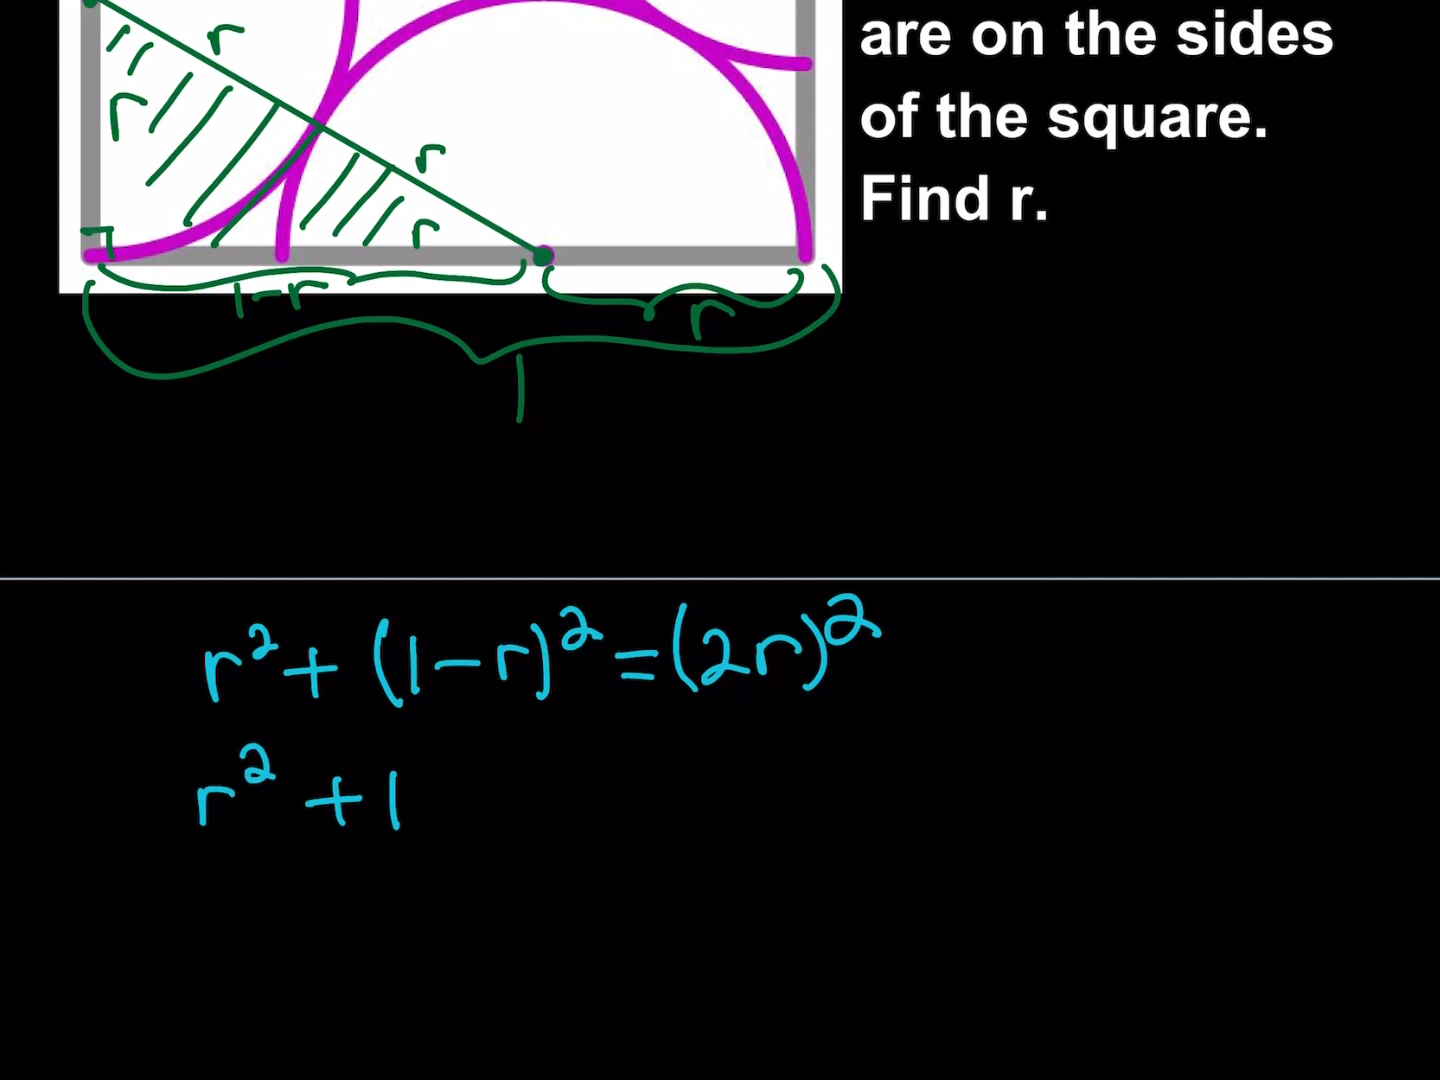 are on the sides
of the square.
Find r.
r
r
r
r
1-r
r
1
r² + (1-r)² = (2r)²
r² + 1